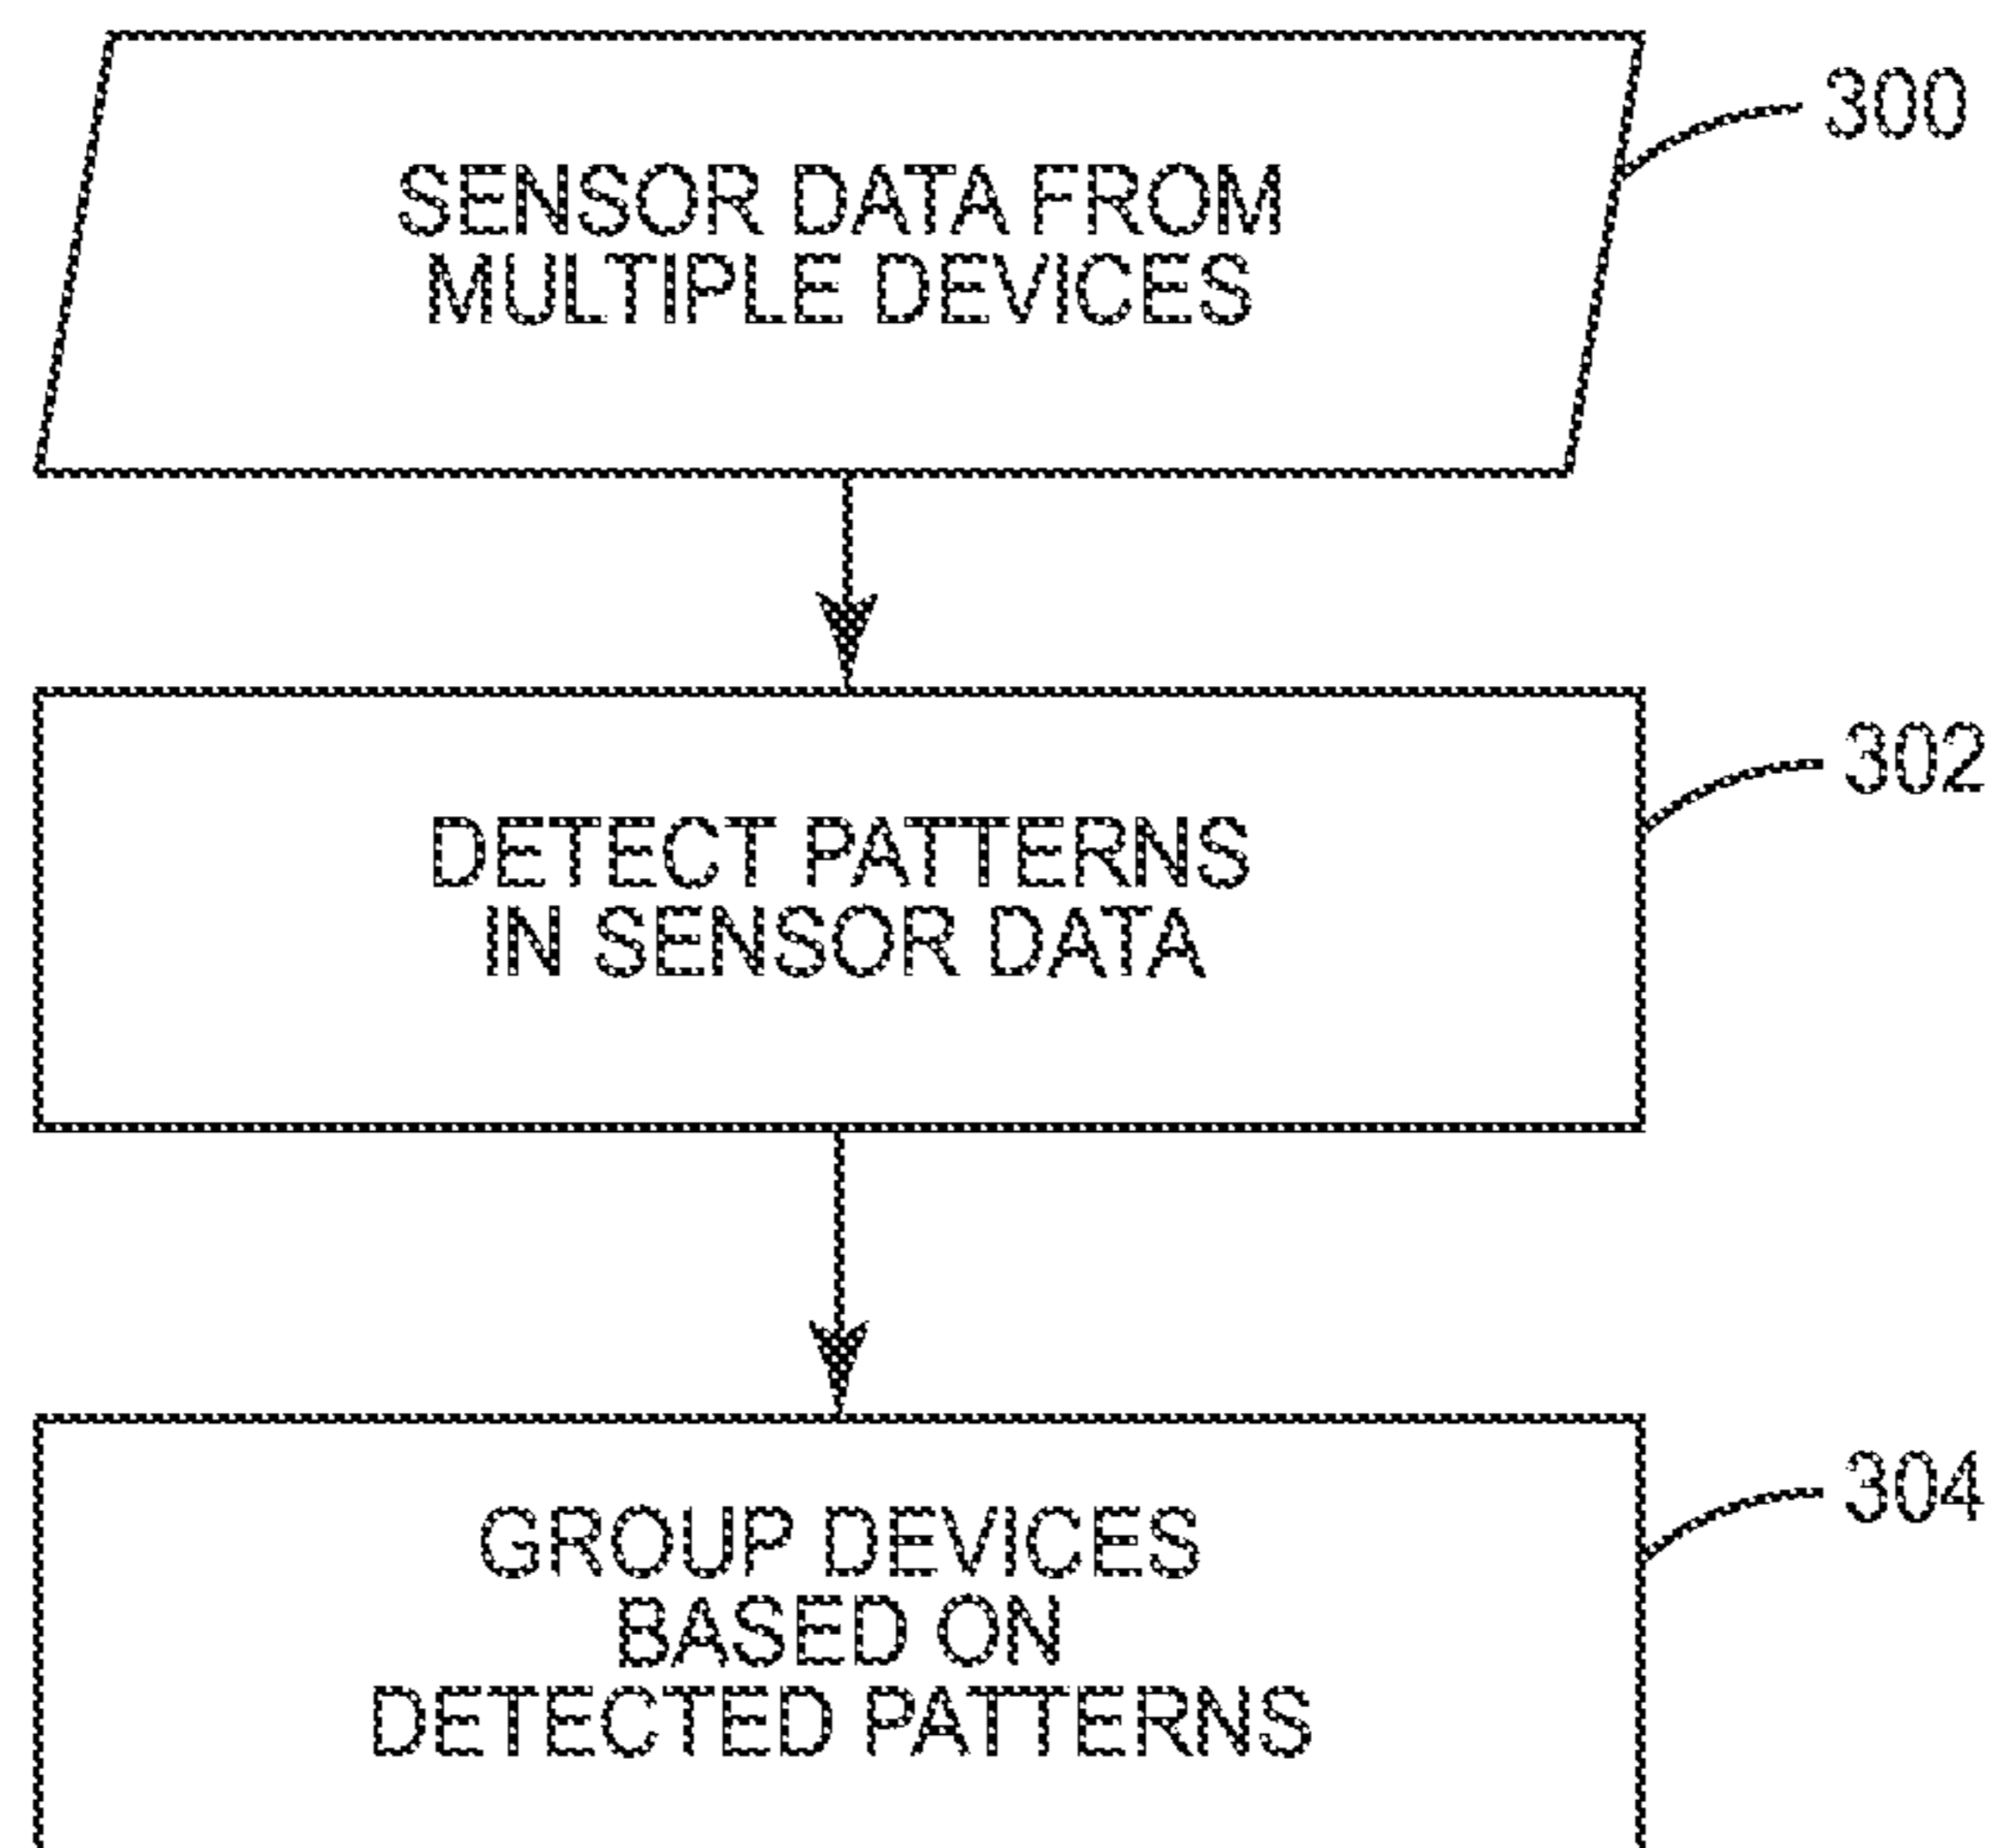 300
SENSOR DATA FROM
MULTIPLE DEVICES
302
DETECT PATTERNS
IN SENSOR DATA
304
GROUP DEVICES
BASED ON
DETECTED PATTERNS